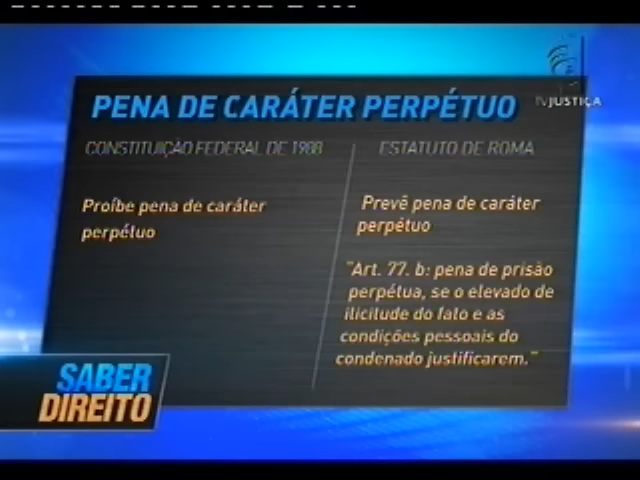 PENA DE CARÁTER PERPÉTUO
TV JUSTIÇA
CONSTITUIÇÃO FEDERAL DE 1988
ESTATUTO DE ROMA
Proíbe pena de caráter
perpétuo
Prevê pena de caráter
perpétuo
"Art. 77. b: pena de prisão
perpétua, se o elevado de
ilicitude do fato e as
condições pessoais do
condenado justificarem."
SABER
DIREITO